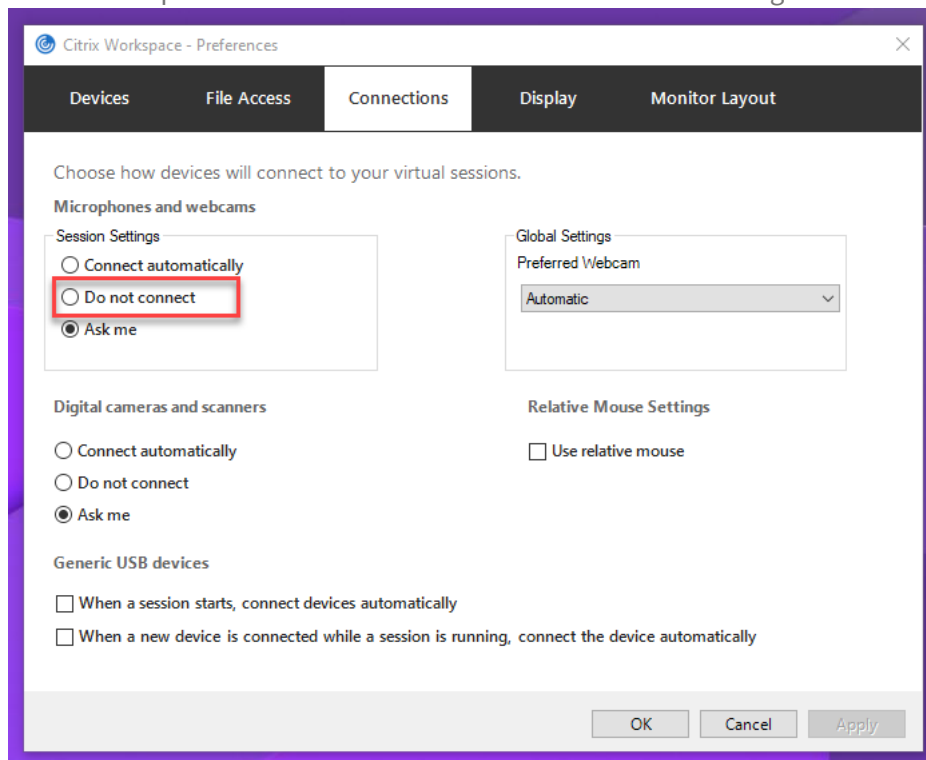 Citrix Workspace - Preferences
Devices File Access Connections Display Monitor Layout
Choose how devices will connect to your virtual sessions.
Microphones and webcams
Session Settings
Connect automatically
Do not connect
Ask me
Global Settings
Preferred Webcam
Automatic
Digital cameras and scanners
Connect automatically
Do not connect
Ask me
Relative Mouse Settings
Use relative mouse
Generic USB devices
When a session starts, connect devices automatically
When a new device is connected while a session is running, connect the device automatically
OK Cancel Apply